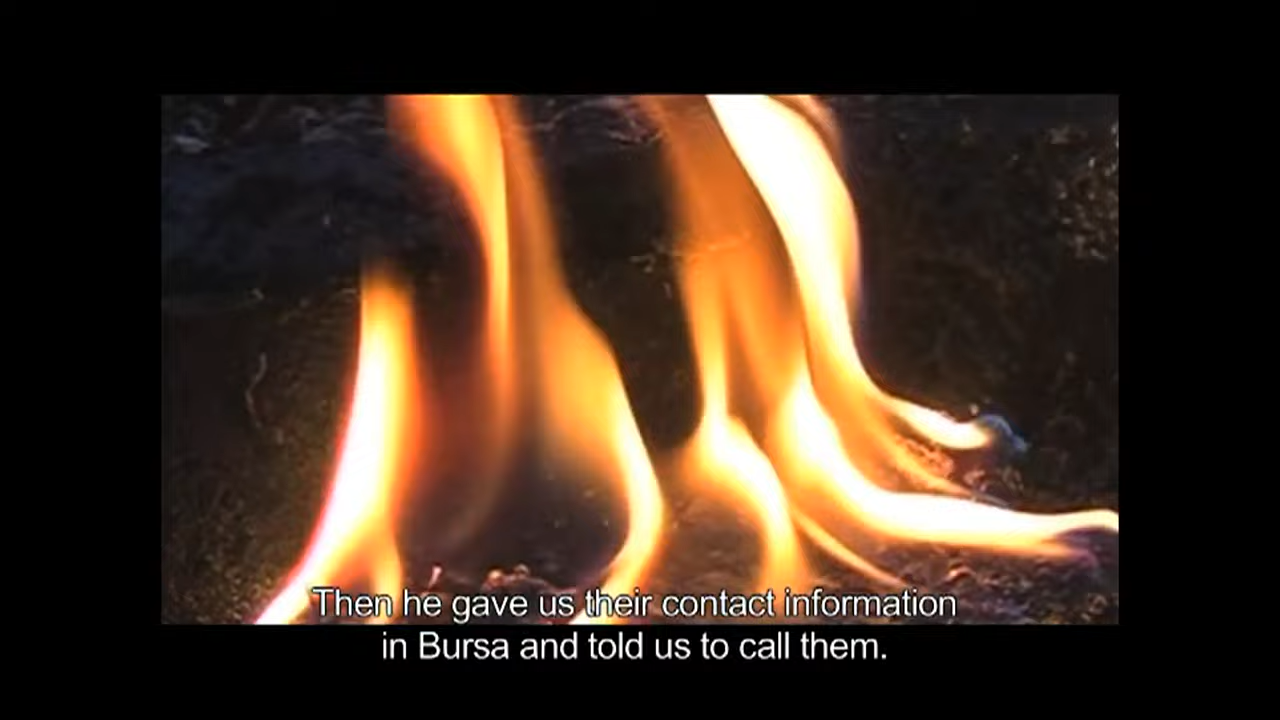 Then he gave us their contact information
in Bursa and told us to call them.